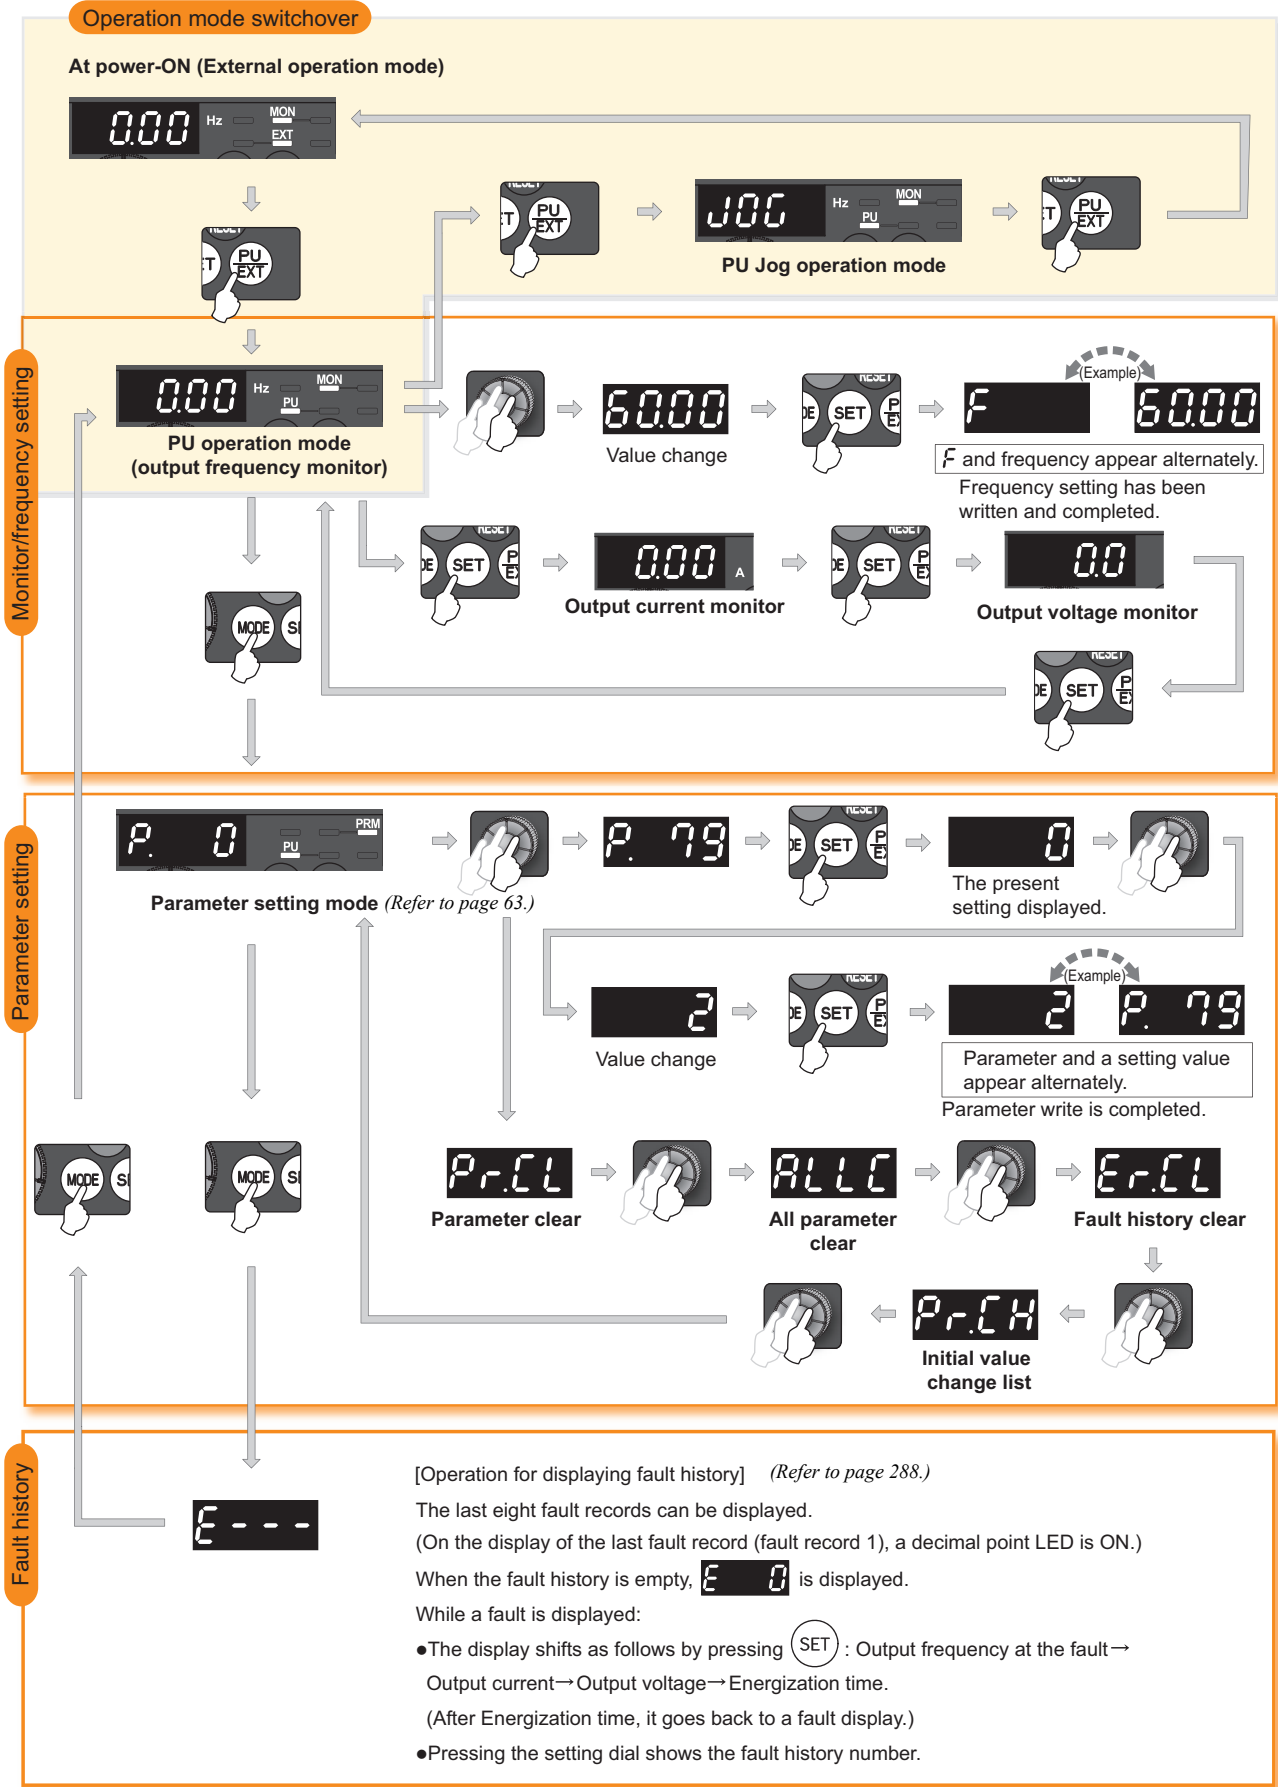 Operation mode switchover
At power-ON (External operation mode)
0.00 Hz MON
EXT
RESET
PU
EXT
RESET
PU
EXT
JOG Hz MON
PU
PU Jog operation mode
RESET
PU
EXT
Monitor/frequency setting
0.00 Hz MON
PU
PU operation mode
(output frequency monitor)
60.00
Value change
RESET
SET
(Example)
F 60.00
F and frequency appear alternately.
Frequency setting has been
written and completed.
RESET
SET
0.00 A
Output current monitor
RESET
SET
0.0
Output voltage monitor
MODE
RESET
SET
Parameter setting
P. 0 PRM
PU
Parameter setting mode (Refer to page 63.)
P. 79
RESET
SET
0
The present
setting displayed.
2
Value change
RESET
SET
(Example)
2 P. 79
Parameter and a setting value
appear alternately.
Parameter write is completed.
MODE
MODE
Pr.CL
Parameter clear
ALLC
All parameter
clear
Er.CL
Fault history clear
Pr.CH
Initial value
change list
Fault history
E---
[Operation for displaying fault history] (Refer to page 288.)
The last eight fault records can be displayed.
(On the display of the last fault record (fault record 1), a decimal point LED is ON.)
When the fault history is empty, E 0 is displayed.
While a fault is displayed:
●The display shifts as follows by pressing SET : Output frequency at the fault→
Output current→Output voltage→Energization time.
(After Energization time, it goes back to a fault display.)
●Pressing the setting dial shows the fault history number.